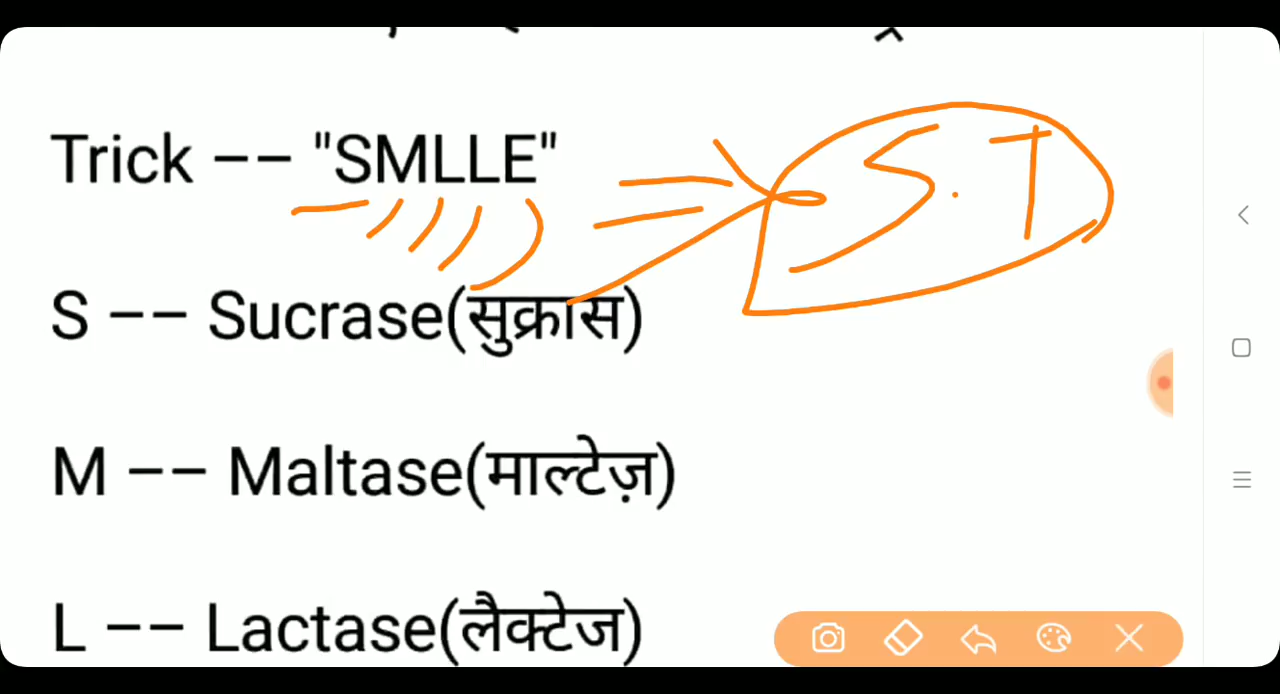 Trick -- "SMLLE"
S.T
S -- Sucrase(सुक्रास)
M -- Maltase(माल्टेज़)
L -- Lactase(लैक्टेज)